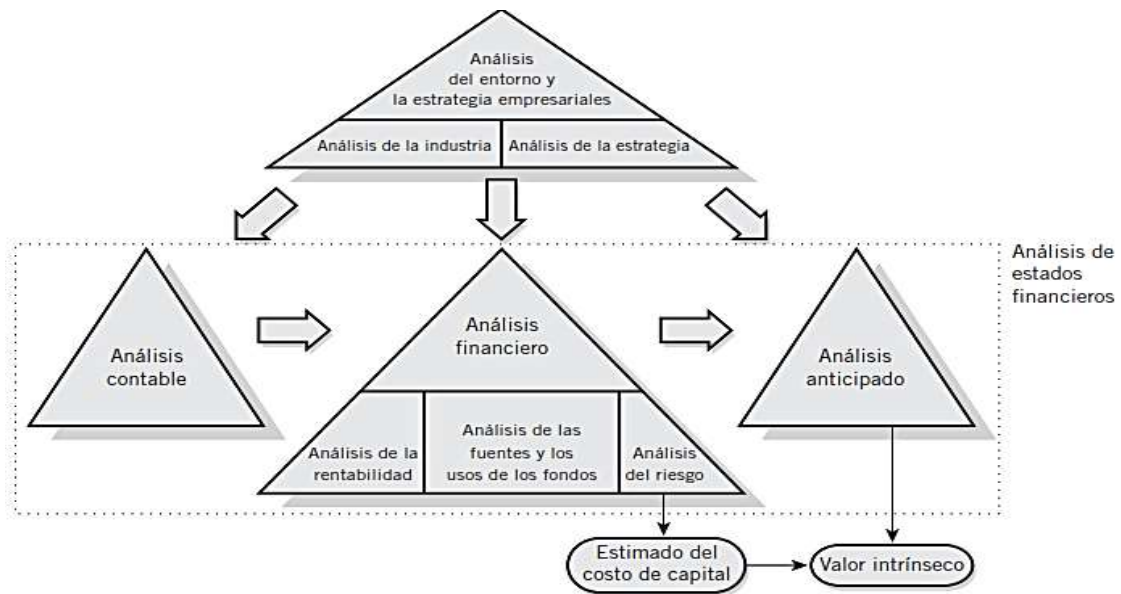 Análisis
del entorno y
la estrategia empresariales
Análisis de la industria
Análisis de la estrategia
Análisis de
estados
financieros
Análisis
contable
Análisis
financiero
Análisis
anticipado
Análisis de la
rentabilidad
Análisis de las
fuentes y los
usos de los fondos
Análisis
del riesgo
Estimado del
costo de capital
Valor intrínseco